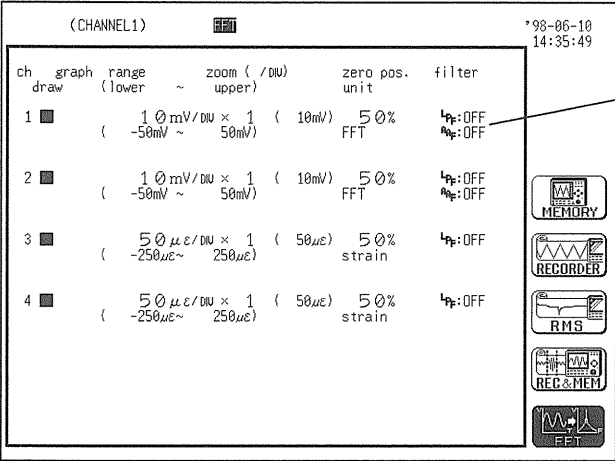 (CHANNEL1) FFT '98-06-10
14:35:49
ch graph range zoom ( /DIV) zero pos. filter
draw (lower ~ upper) unit
1 10mV/DIV × 1 ( 10mV) 50% LPF:OFF
( -50mV ~ 50mV) FFT AAF:OFF
2 10mV/DIV × 1 ( 10mV) 50% LPF:OFF
( -50mV ~ 50mV) FFT AAF:OFF
3 50με/DIV × 1 ( 50με) 50% LPF:OFF
( -250με~ 250με) strain
4 50με/DIV × 1 ( 50με) 50% LPF:OFF
( -250με~ 250με) strain
MEMORY
RECORDER
RMS
REC&MEM
T F
FFT